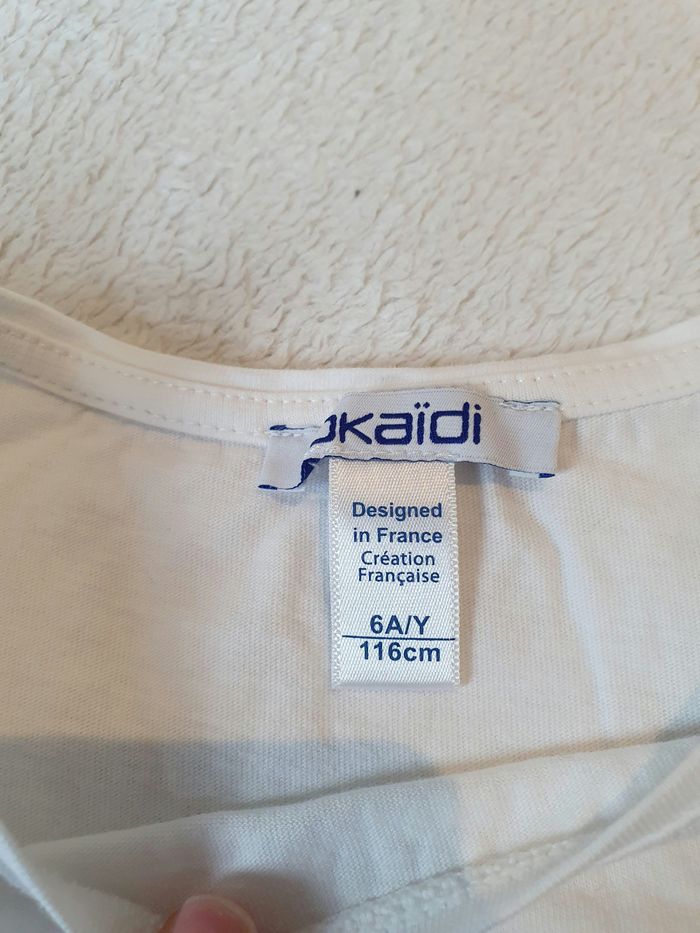 okaïdi
Designed
in France
Création
Française
6A/Y
116cm